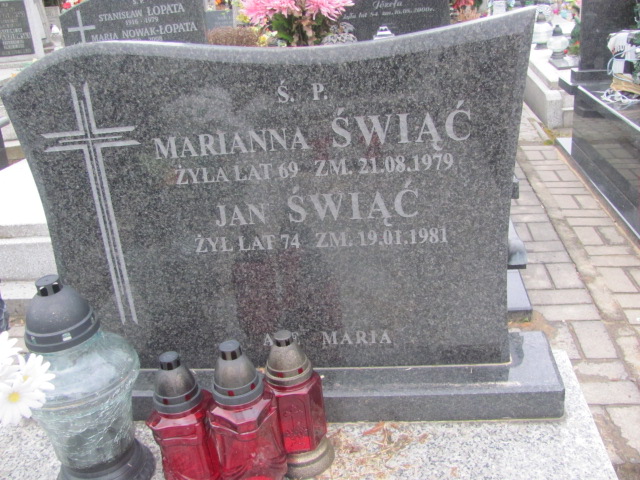 STANISŁAW ŁOPATA
MARIA NOWAK-ŁOPATA
Józefa
Ś. P.
MARIANNA ŚWIĄĆ
ŻYŁA LAT 69 ZM. 21.08.1979
JAN ŚWIĄĆ
ŻYŁ LAT 74 ZM. 19.01.1981
MARIA